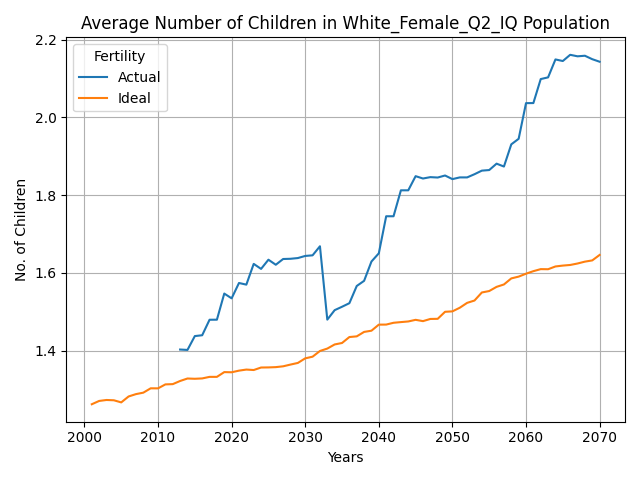 Average Number of Children in White_Female_Q2_IQ Population
Fertility
Actual
Ideal
No. of Children
2.2
2.0
1.8
1.6
1.4
2000 2010 2020 2030 2040 2050 2060 2070
Years